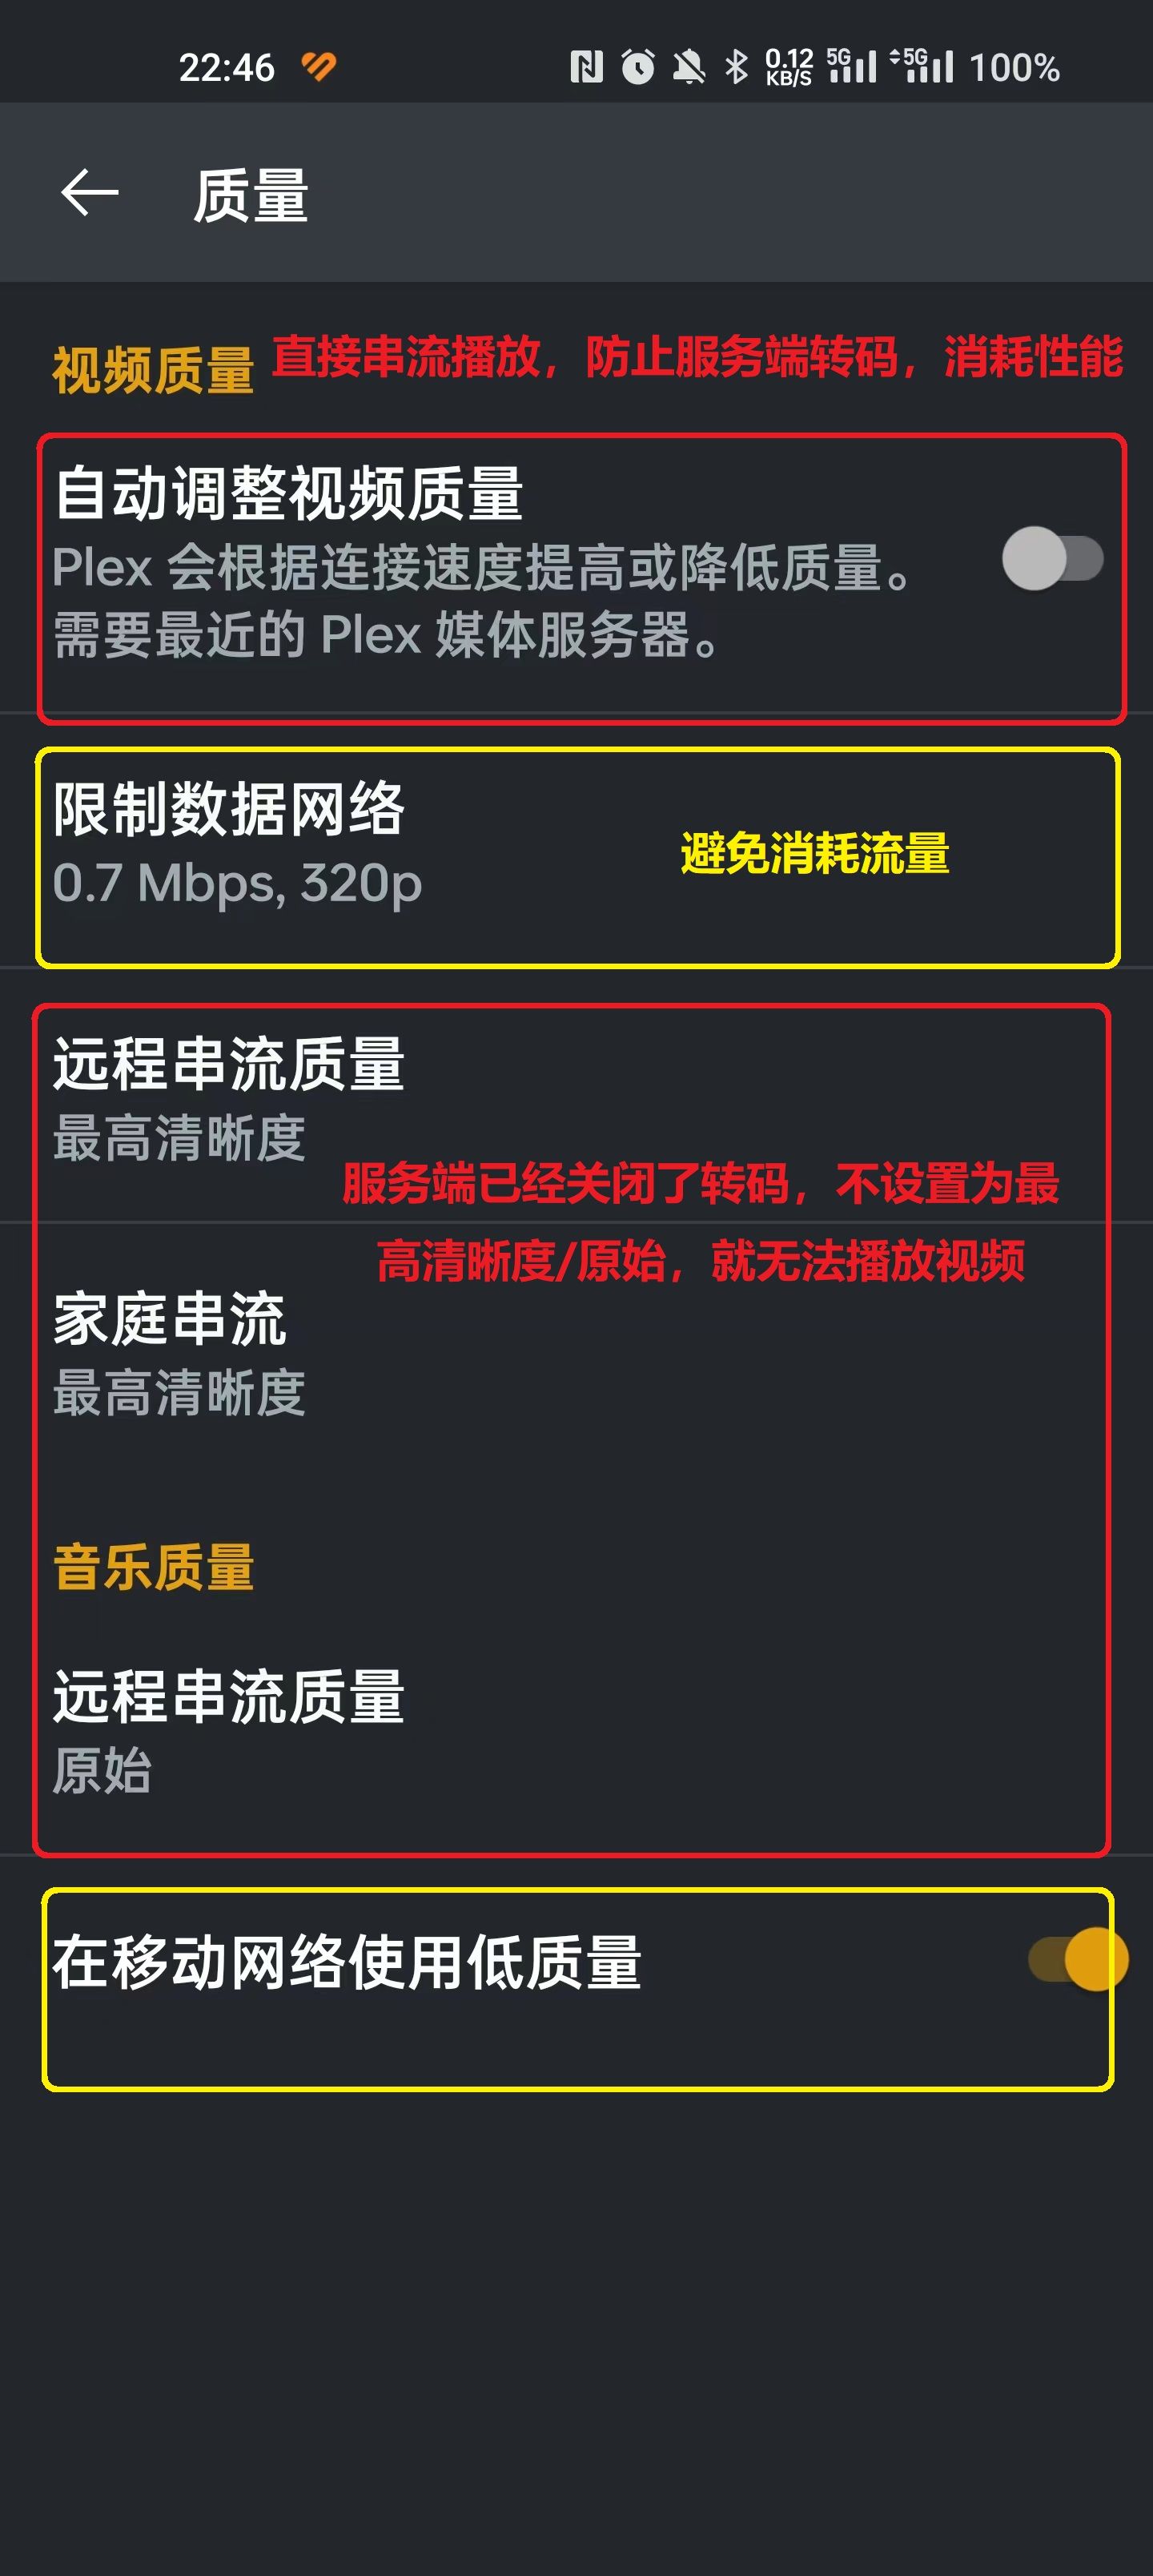 22:46 0.12 KB/S 5G 5G 100%
质量
视频质量 直接串流播放，防止服务端转码，消耗性能
自动调整视频质量
Plex 会根据连接速度提高或降低质量。
需要最近的 Plex 媒体服务器。
限制数据网络
避免消耗流量
0.7 Mbps, 320p
远程串流质量
最高清晰度
服务端已经关闭了转码，不设置为最
高清晰度/原始，就无法播放视频
家庭串流
最高清晰度
音乐质量
远程串流质量
原始
在移动网络使用低质量